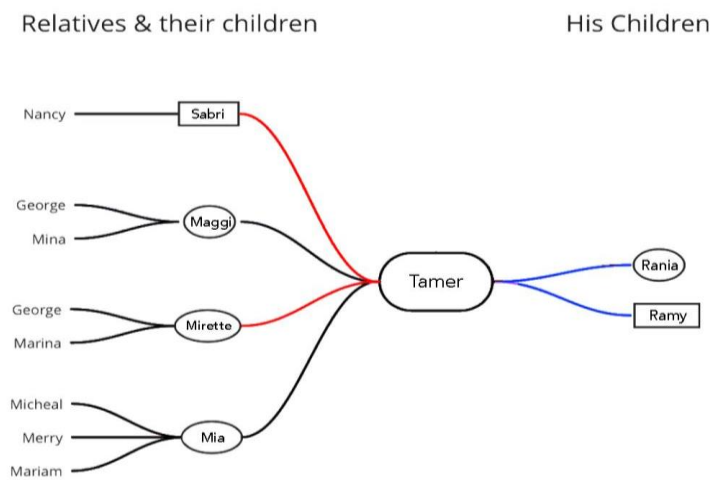 Relatives & their children
His Children
Nancy
Sabri
George
Mina
Maggi
George
Marina
Mirette
Micheal
Merry
Mariam
Mia
Tamer
Rania
Ramy